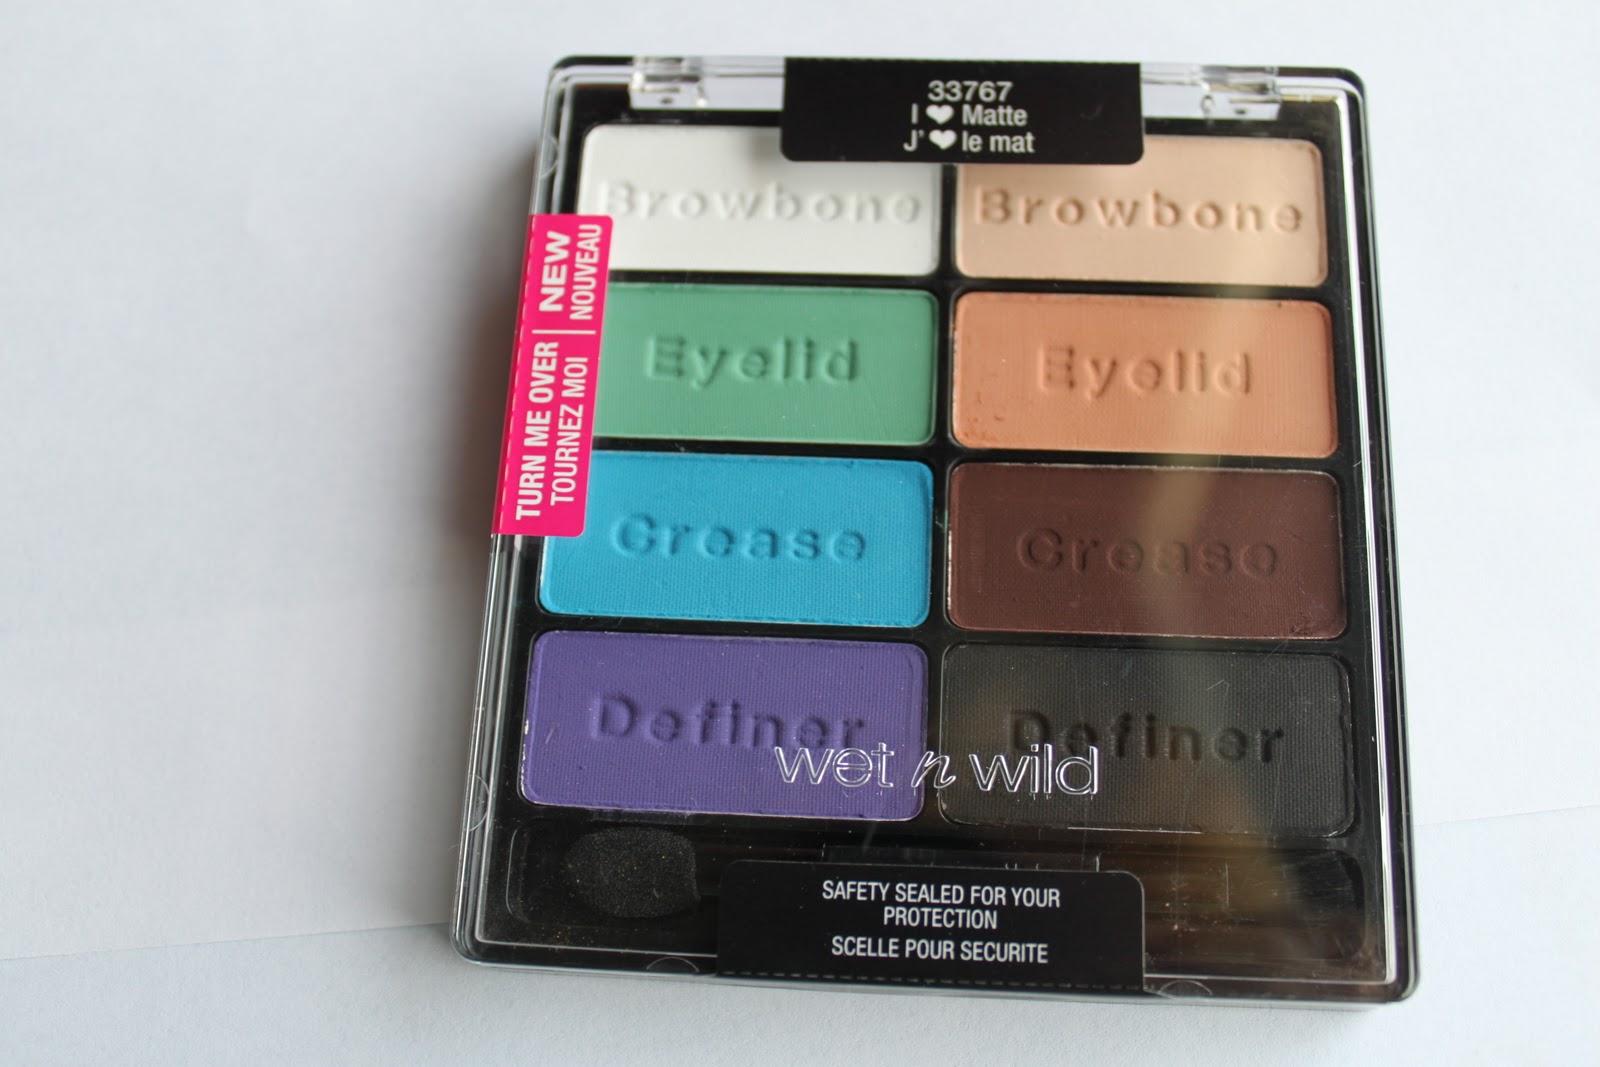 33767
I ♥ Matte
J'♥ le mat
Browbone
Browbone
TURN ME OVER | NEW
TOURNEZ MOI | NOUVEAU
Eyelid
Eyelid
Crease
Crease
Definer
Definer
wet n wild
SAFETY SEALED FOR YOUR
PROTECTION
SCELLE POUR SECURITE